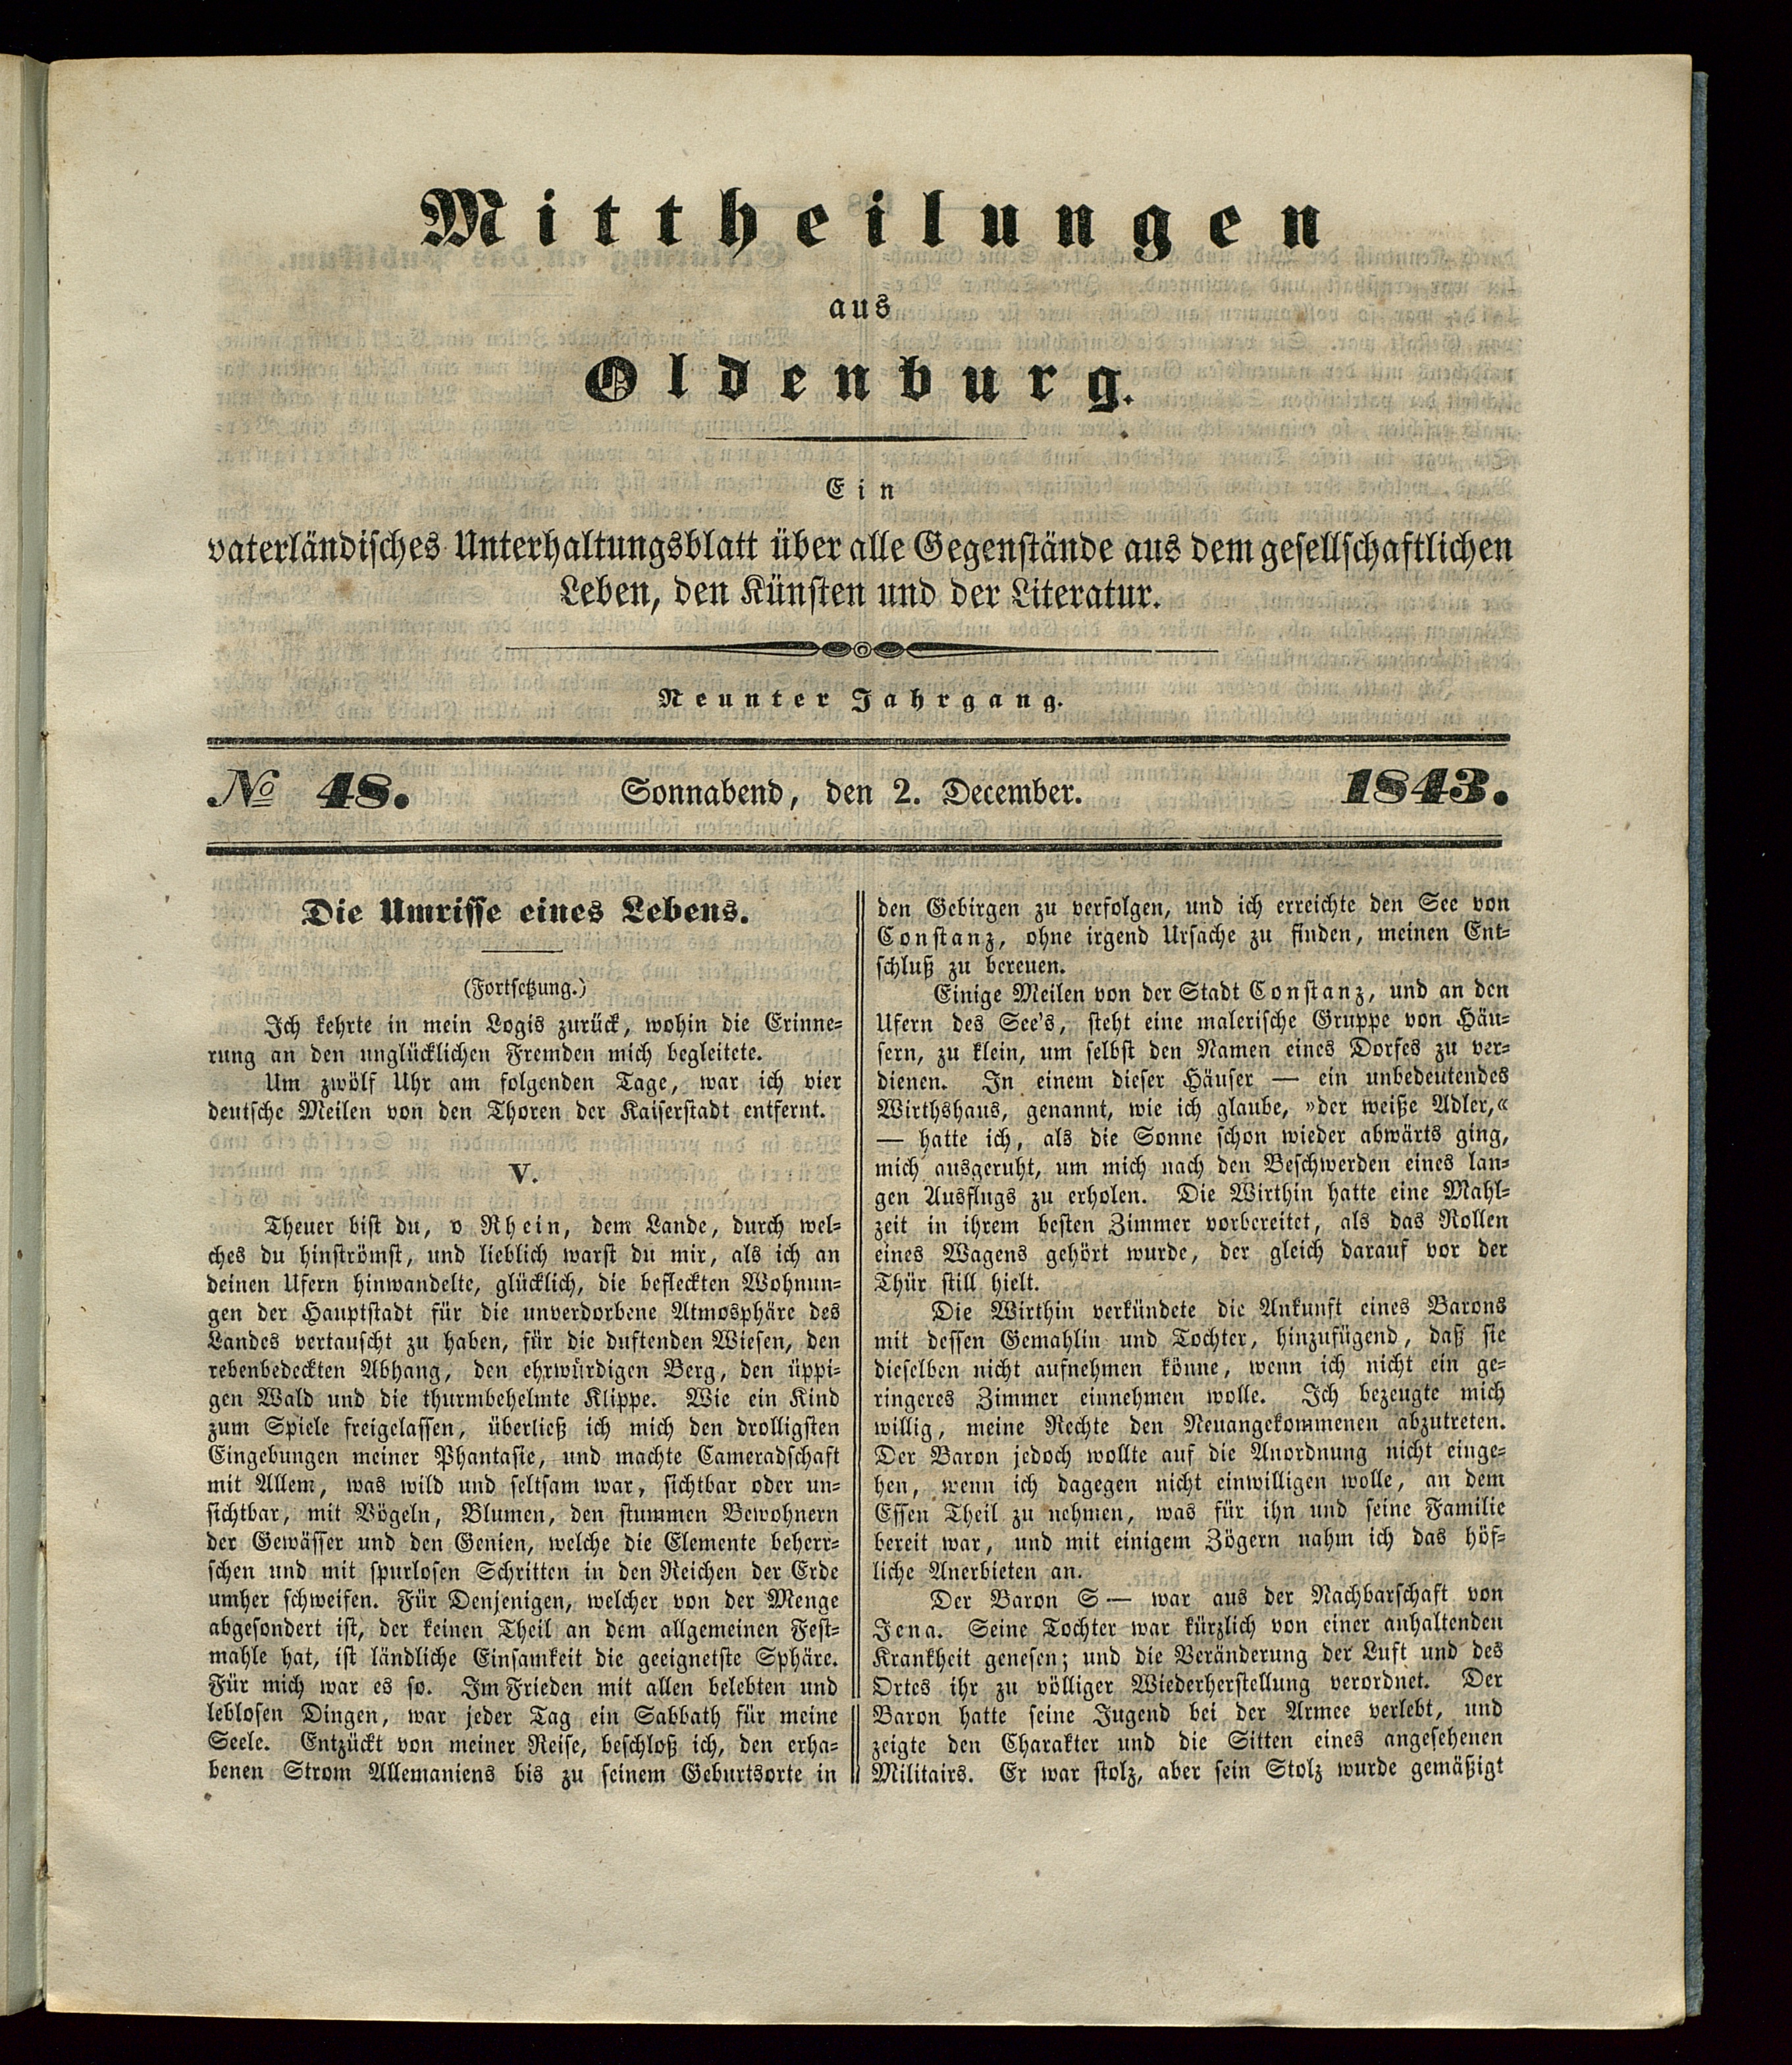 Mittheilungen
aus
Oldenburg.
Ein
vaterländisches Unterhaltungsblatt über alle Gegenstände aus dem gesellschaftlichen
Leben, den Künsten und der Literatur.
Neunter Jahrgang.
No 48. Sonnabend, den 2. December. 1843.
Die Umrisse eines Lebens.
(Fortsetzung.)
Ich kehrte in mein Logis zurück, wohin die Erinne-
rung an den unglücklichen Fremden mich begleitete.
Um zwölf Uhr am folgenden Tage, war ich vier
deutsche Meilen von den Thoren der Kaiserstadt entfernt.
V.
Theuer bist du, o Rhein, dem Lande, durch wel-
ches du hinströmst, und lieblich warst du mir, als ich an
deinen Ufern hinwandelte, glücklich, die befleckten Wohnun-
gen der Hauptstadt für die unverdorbene Atmosphäre des
Landes vertauscht zu haben, für die duftenden Wiesen, den
rebenbedeckten Abhang, den ehrwürdigen Berg, den üppi-
gen Wald und die thurmbehelmte Klippe. Wie ein Kind
zum Spiele freigelassen, überließ ich mich den drolligsten
Eingebungen meiner Phantasie, und machte Cameradschaft
mit Allem, was wild und seltsam war, sichtbar oder un-
sichtbar, mit Vögeln, Blumen, den stummen Bewohnern
der Gewässer und den Genien, welche die Elemente beherr-
schen und mit spurlosen Schritten in den Reichen der Erde
umher schweifen. Für Denjenigen, welcher von der Menge
abgesondert ist, der keinen Theil an dem allgemeinen Fest-
mahle hat, ist ländliche Einsamkeit die geeignetste Sphäre.
Für mich war es so. Im Frieden mit allen belebten und
leblosen Dingen, war jeder Tag ein Sabbath für meine
Seele. Entzückt von meiner Reise, beschloß ich, den erha-
benen Strom Allemaniens bis zu seinem Geburtsorte in
den Gebirgen zu verfolgen, und ich erreichte den See von
Constanz, ohne irgend Ursache zu finden, meinen Ent-
schluß zu bereuen.
Einige Meilen von der Stadt Constanz, und an den
Ufern des See's, steht eine malerische Gruppe von Häu-
sern, zu klein, um selbst den Namen eines Dorfes zu ver-
dienen. In einem dieser Häuser — ein unbedeutendes
Wirthshaus, genannt, wie ich glaube, »der weiße Adler,«
— hatte ich, als die Sonne schon wieder abwärts ging,
mich ausgeruht, um mich nach den Beschwerden eines lan-
gen Ausflugs zu erholen. Die Wirthin hatte eine Mahl-
zeit in ihrem besten Zimmer vorbereitet, als das Rollen
eines Wagens gehört wurde, der gleich darauf vor der
Thür still hielt.
Die Wirthin verkündete die Ankunft eines Barons
mit dessen Gemahlin und Tochter, hinzufügend, daß sie
dieselben nicht aufnehmen könne, wenn ich nicht ein ge-
ringeres Zimmer einnehmen wolle. Ich bezeugte mich
willig, meine Rechte den Neuangekommenen abzutreten.
Der Baron jedoch wollte auf die Anordnung nicht einge-
hen, wenn ich dagegen nicht einwilligen wolle, an dem
Essen Theil zu nehmen, was für ihn und seine Familie
bereit war, und mit einigem Zögern nahm ich das höf-
liche Anerbieten an.
Der Baron S— war aus der Nachbarschaft von
Jena. Seine Tochter war kürzlich von einer anhaltenden
Krankheit genesen; und die Veränderung der Luft und des
Ortes ihr zu völliger Wiederherstellung verordnet. Der
Baron hatte seine Jugend bei der Armee verlebt, und
zeigte den Charakter und die Sitten eines angesehenen
Militairs. Er war stolz, aber sein Stolz wurde gemäßigt